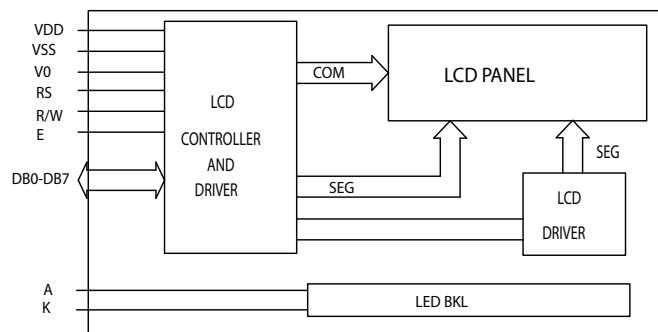 VDD
VSS
V0
RS
R/W
E
DB0-DB7
A
K
LCD
CONTROLLER
AND
DRIVER
COM
SEG
LCD PANEL
SEG
LCD
DRIVER
LED BKL